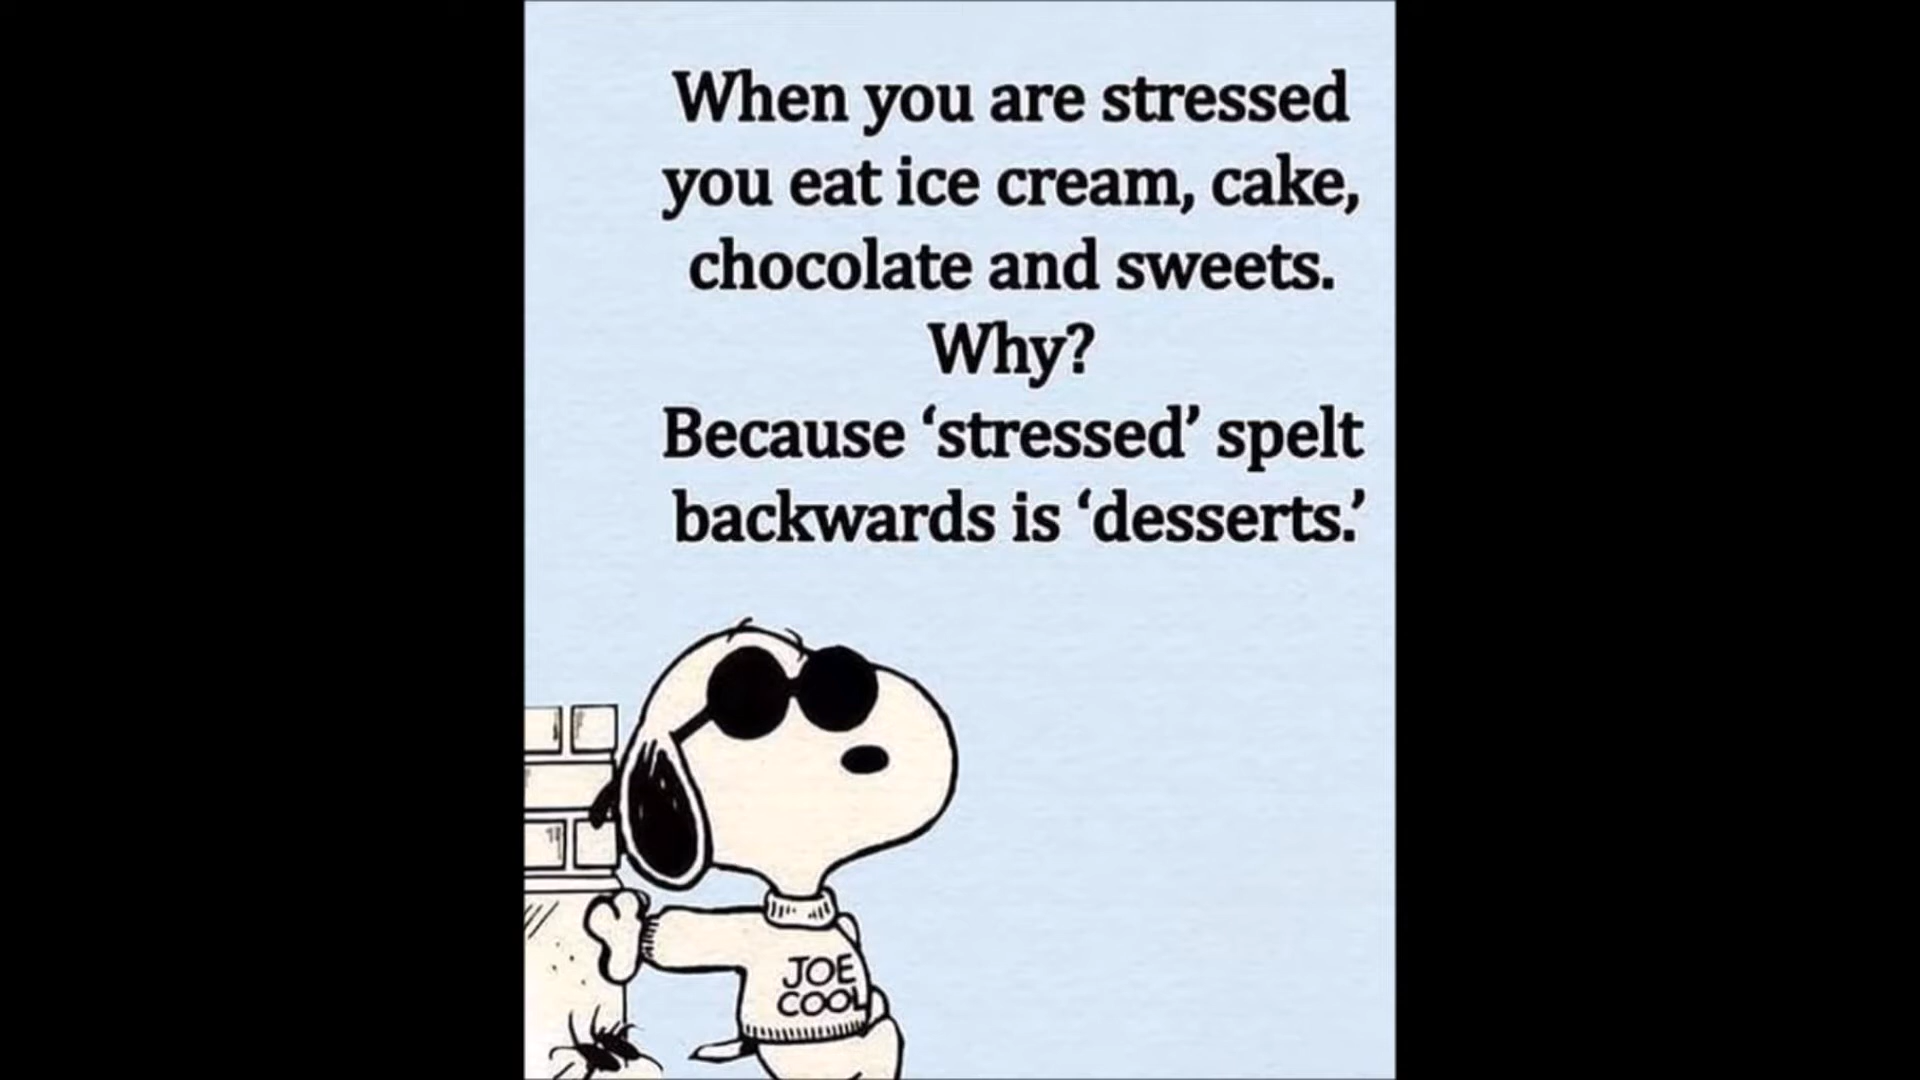 When you are stressed
you eat ice cream, cake,
chocolate and sweets.
Why?
Because ‘stressed’ spelt
backwards is ‘desserts.’
JOE
COOL